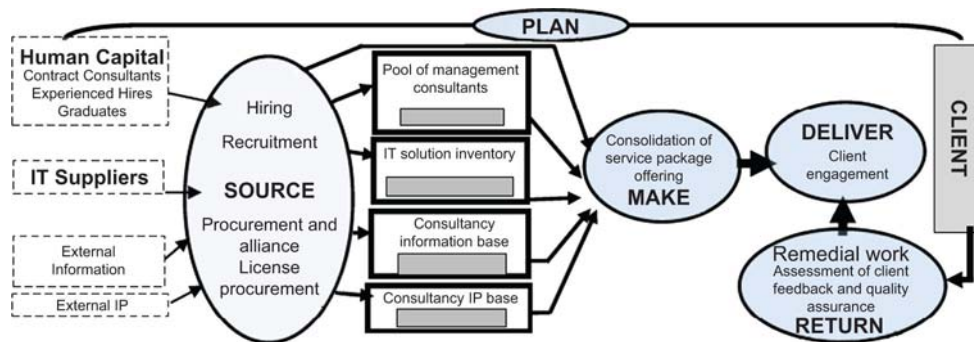 PLAN
Human Capital
Contract Consultants
Experienced Hires
Graduates
IT Suppliers
External
Information
External IP
Hiring
Recruitment
SOURCE
Procurement and
alliance
License
procurement
Pool of management
consultants
IT solution inventory
Consultancy
information base
Consultancy IP base
Consolidation of
service package
offering
MAKE
DELIVER
Client
engagement
Remedial work
Assessment of client
feedback and quality
assurance
RETURN
CLIENT